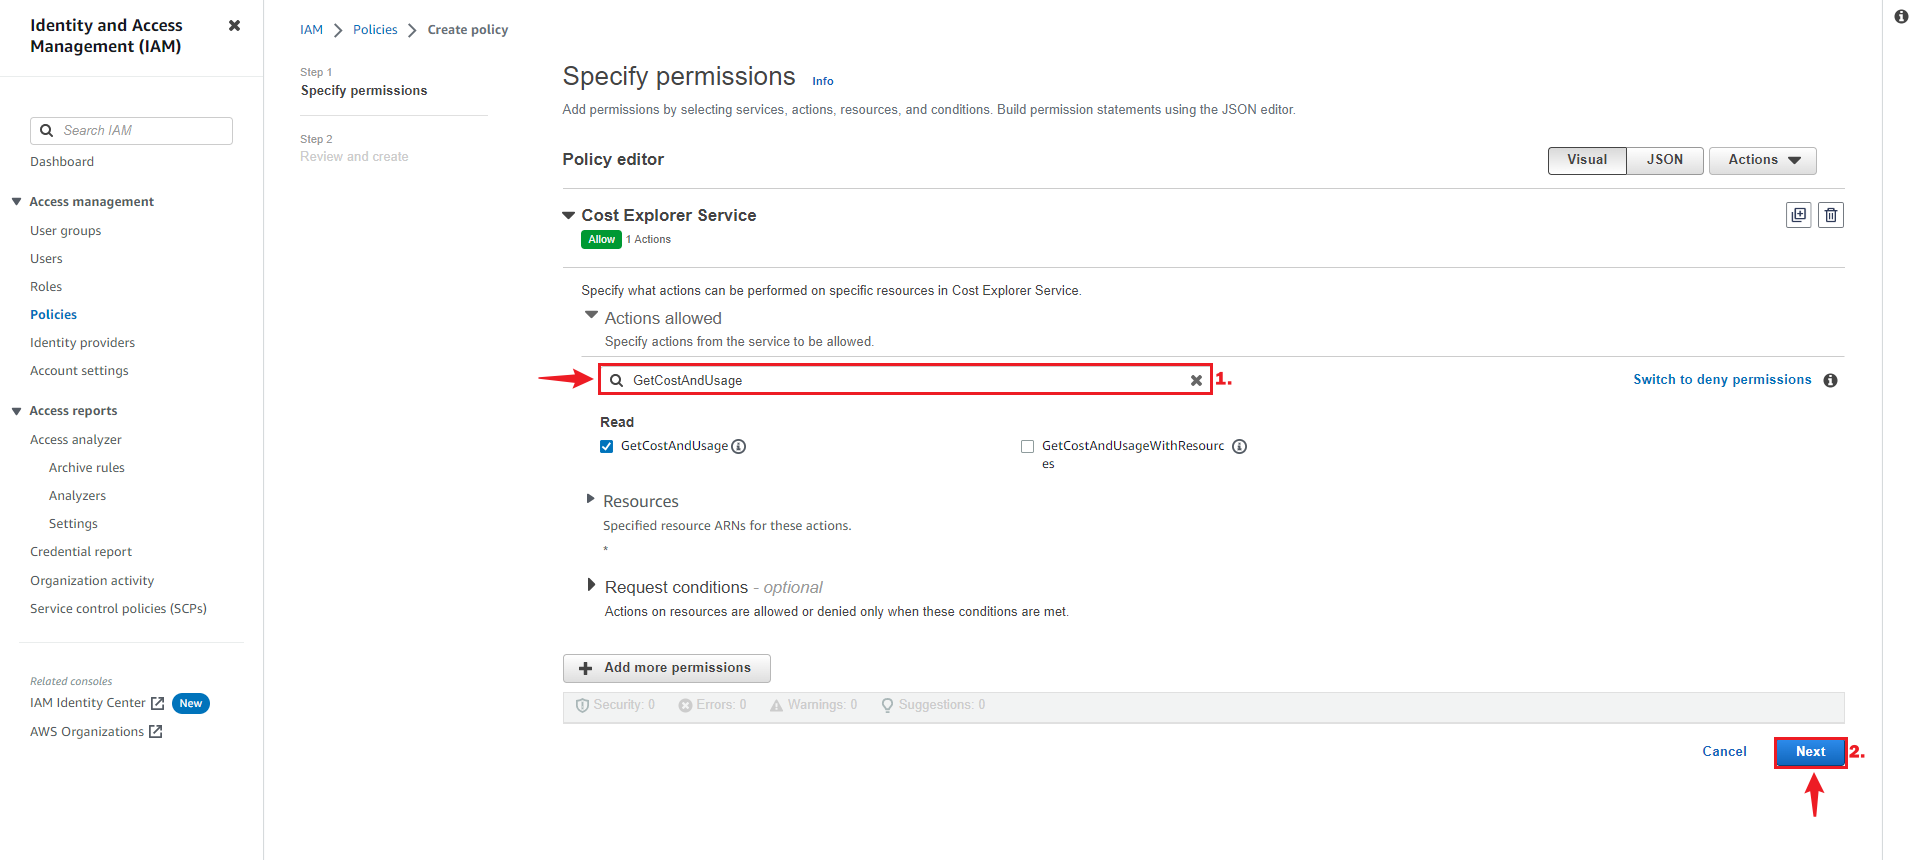 Identity and Access
Management (IAM)
Search IAM
Dashboard
Access management
User groups
Users
Roles
Policies
Identity providers
Account settings
Access reports
Access analyzer
Archive rules
Analyzers
Settings
Credential report
Organization activity
Service control policies (SCPs)
Related consoles
IAM Identity Center New
AWS Organizations
IAM Policies Create policy
Step 1
Specify permissions
Step 2
Review and create
Specify permissions Info
Add permissions by selecting services, actions, resources, and conditions. Build permission statements using the JSON editor.
Policy editor
Visual JSON Actions
Cost Explorer Service
Allow 1 Actions
Specify what actions can be performed on specific resources in Cost Explorer Service.
Actions allowed
Specify actions from the service to be allowed.
GetCostAndUsage 1.
Switch to deny permissions
Read
GetCostAndUsage
GetCostAndUsageWithResourc
es
Resources
Specified resource ARNs for these actions.
*
Request conditions - optional
Actions on resources are allowed or denied only when these conditions are met.
Add more permissions
Security: 0 Errors: 0 Warnings: 0 Suggestions: 0
Cancel Next 2.